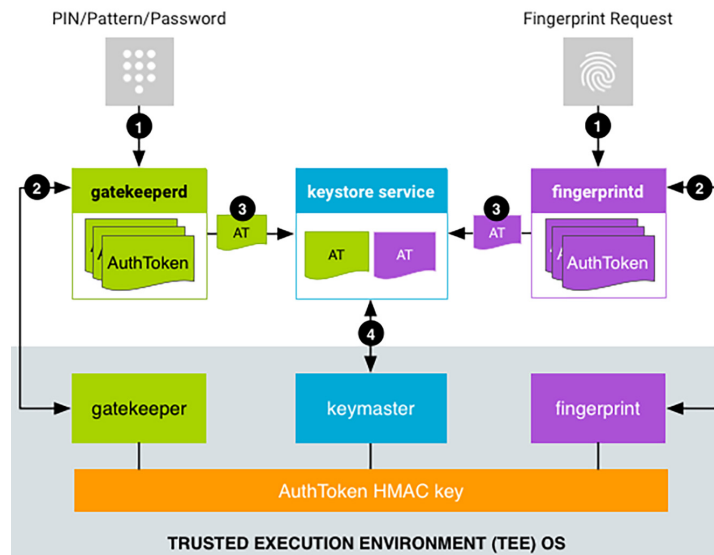 PIN/Pattern/Password
Fingerprint Request
1
1
2
gatekeeperd
keystore service
fingerprintd
2
3
3
AT
AT
A
A
AuthToken
AT
AT
A
A
AuthToken
4
gatekeeper
keymaster
fingerprint
AuthToken HMAC key
TRUSTED EXECUTION ENVIRONMENT (TEE) OS